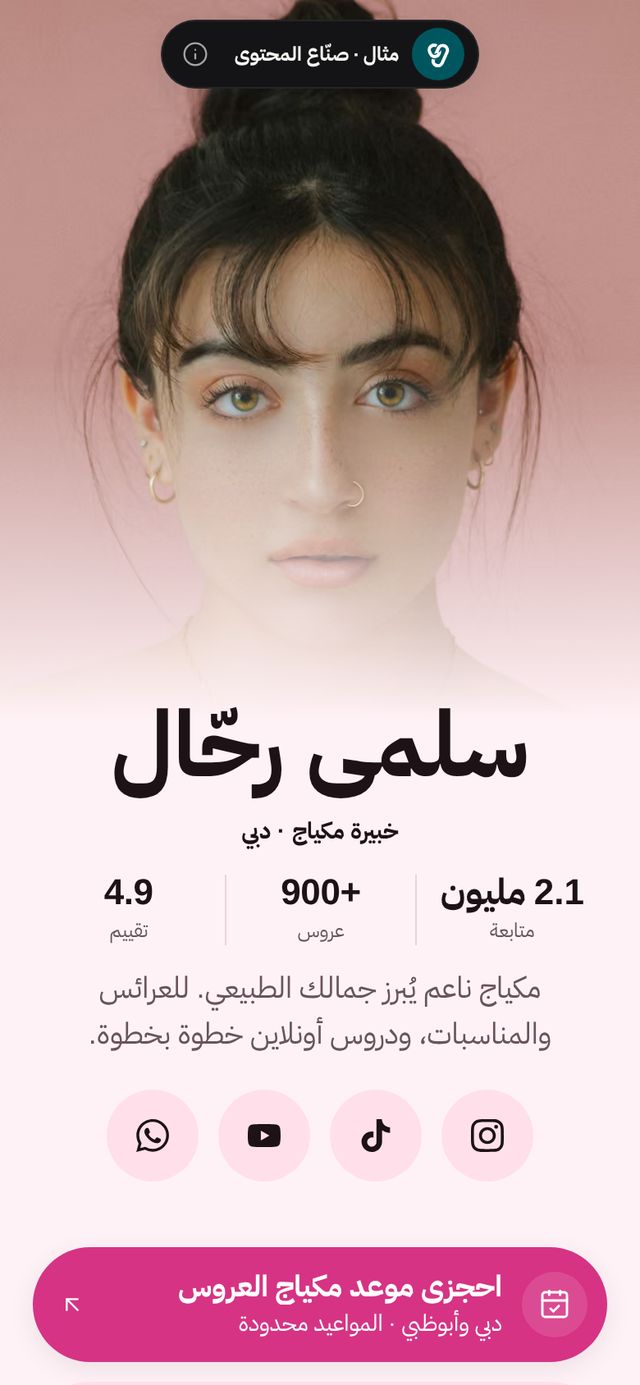 مثال · صنّاع المحتوى
سلمى رحّال
خبيرة مكياج · دبي
2.1 مليون
متابعة
+900
عروس
4.9
تقييم
مكياج ناعم يُبرز جمالك الطبيعي. للعرائس
والمناسبات، ودروس أونلاين خطوة بخطوة.
احجزي موعد مكياج العروس
دبي وأبوظبي · المواعيد محدودة